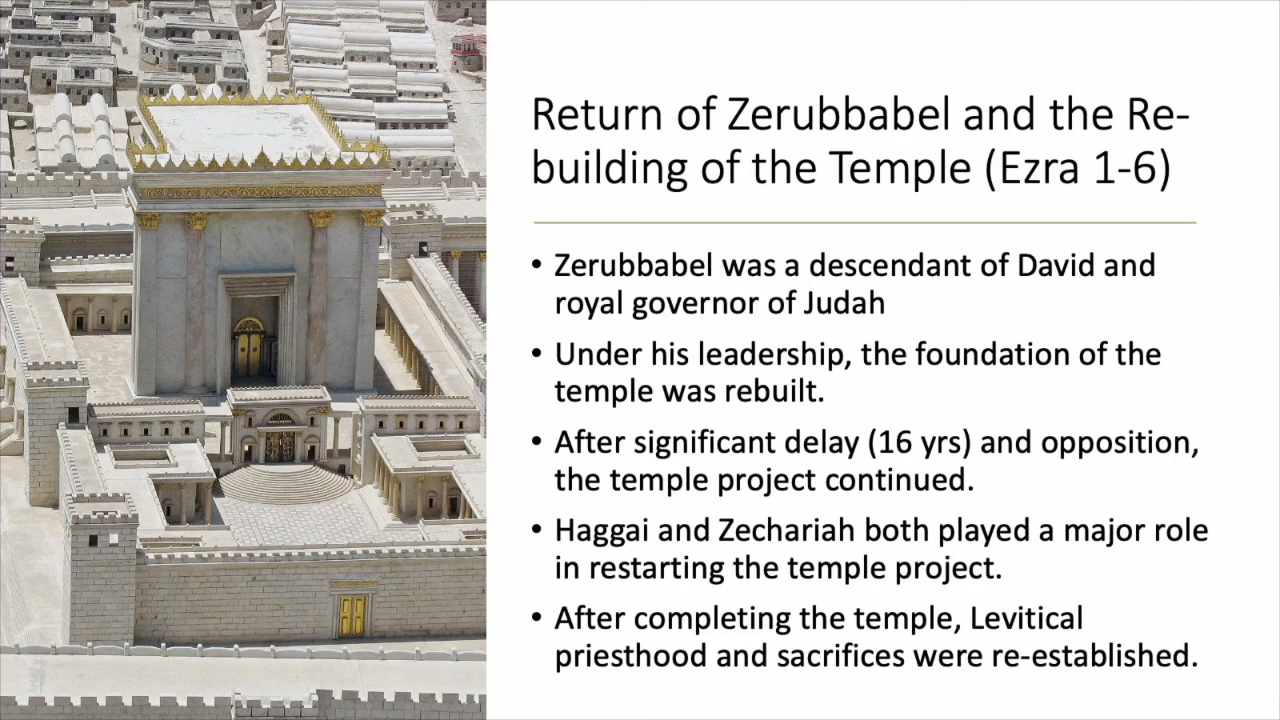 Return of Zerubbabel and the Re-
building of the Temple (Ezra 1-6)
• Zerubbabel was a descendant of David and
royal governor of Judah
• Under his leadership, the foundation of the
temple was rebuilt.
• After significant delay (16 yrs) and opposition,
the temple project continued.
• Haggai and Zechariah both played a major role
in restarting the temple project.
• After completing the temple, Levitical
priesthood and sacrifices were re-established.